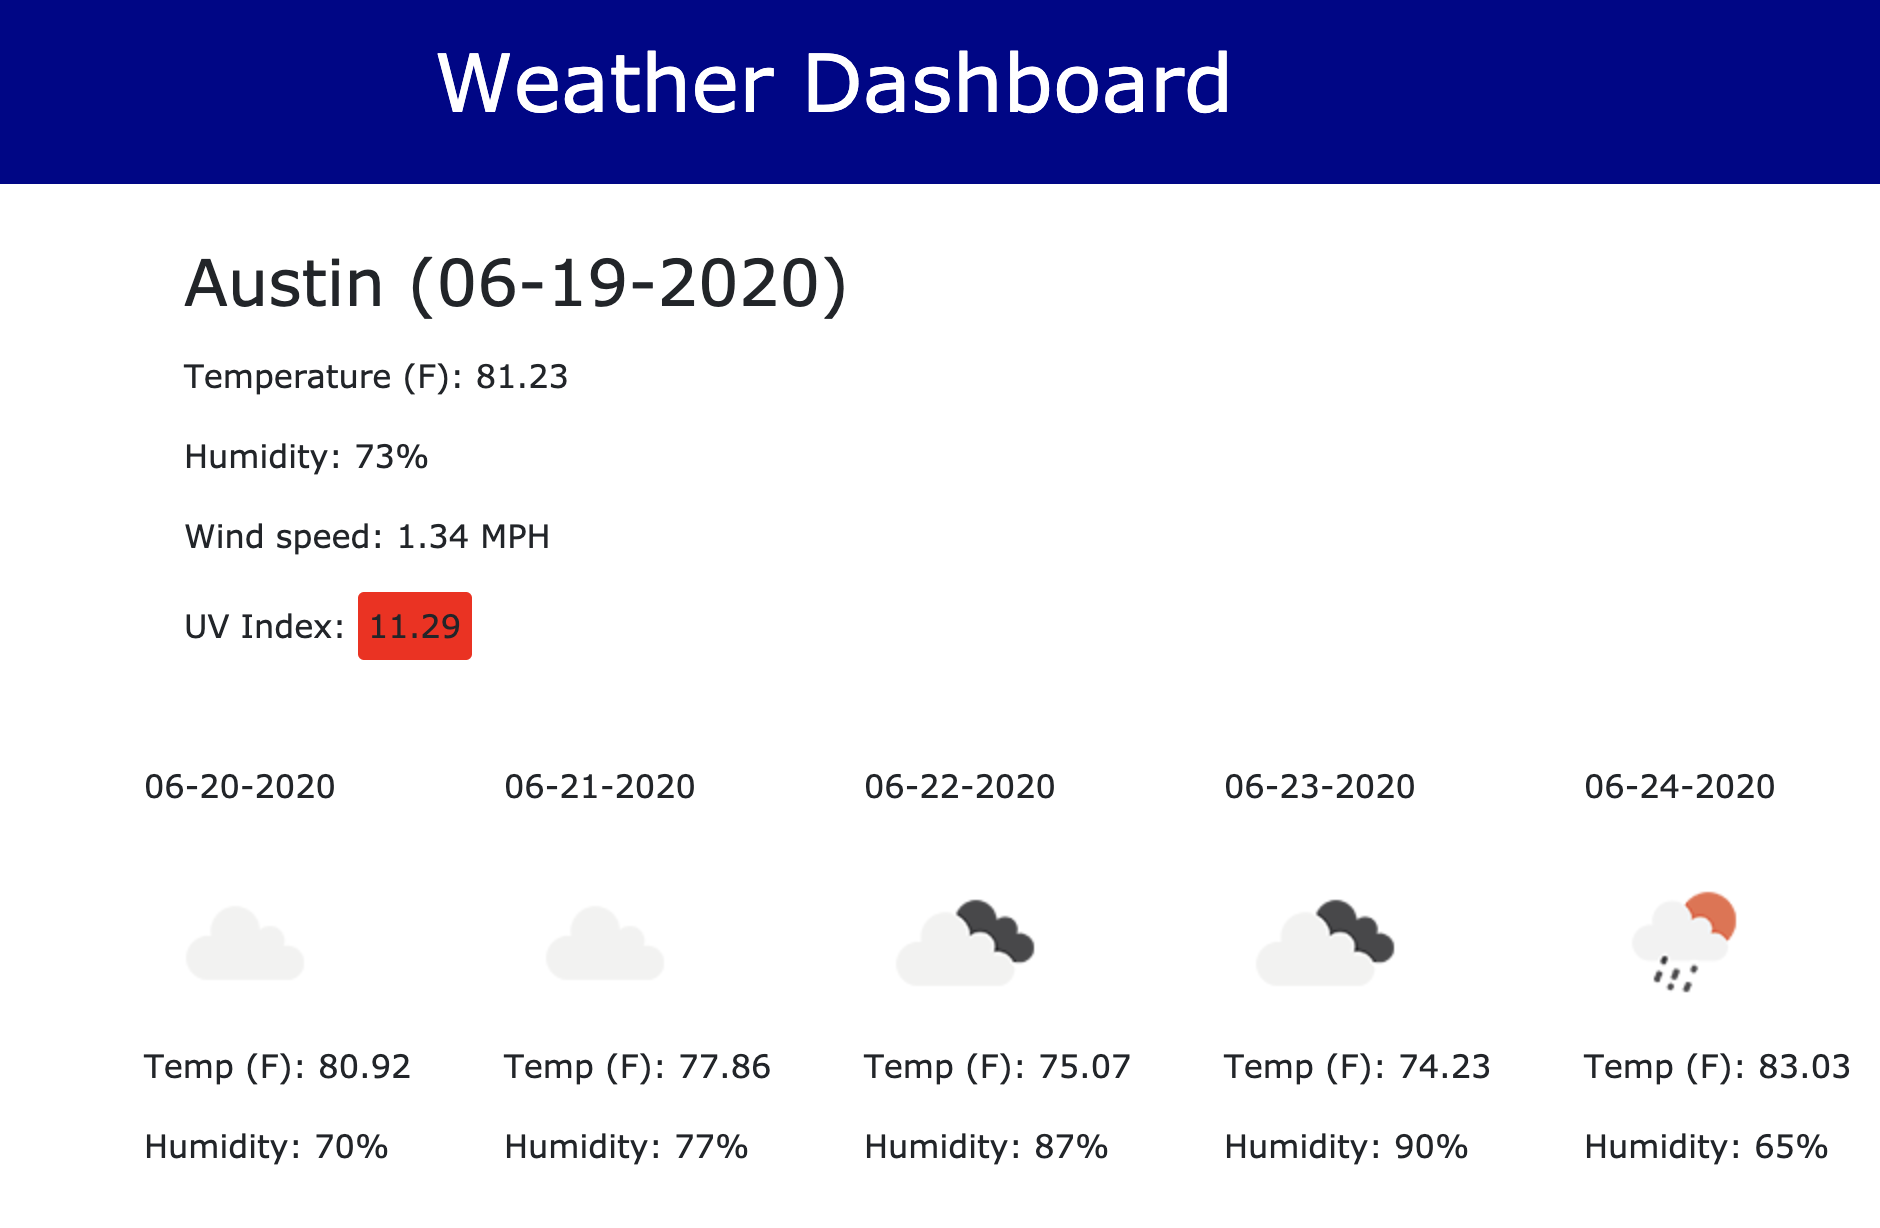 Weather Dashboard
Austin (06-19-2020)
Temperature (F): 81.23
Humidity: 73%
Wind speed: 1.34 MPH
UV Index: 11.29
06-20-2020 06-21-2020 06-22-2020 06-23-2020 06-24-2020
Temp (F): 80.92 Temp (F): 77.86 Temp (F): 75.07 Temp (F): 74.23 Temp (F): 83.03
Humidity: 70% Humidity: 77% Humidity: 87% Humidity: 90% Humidity: 65%